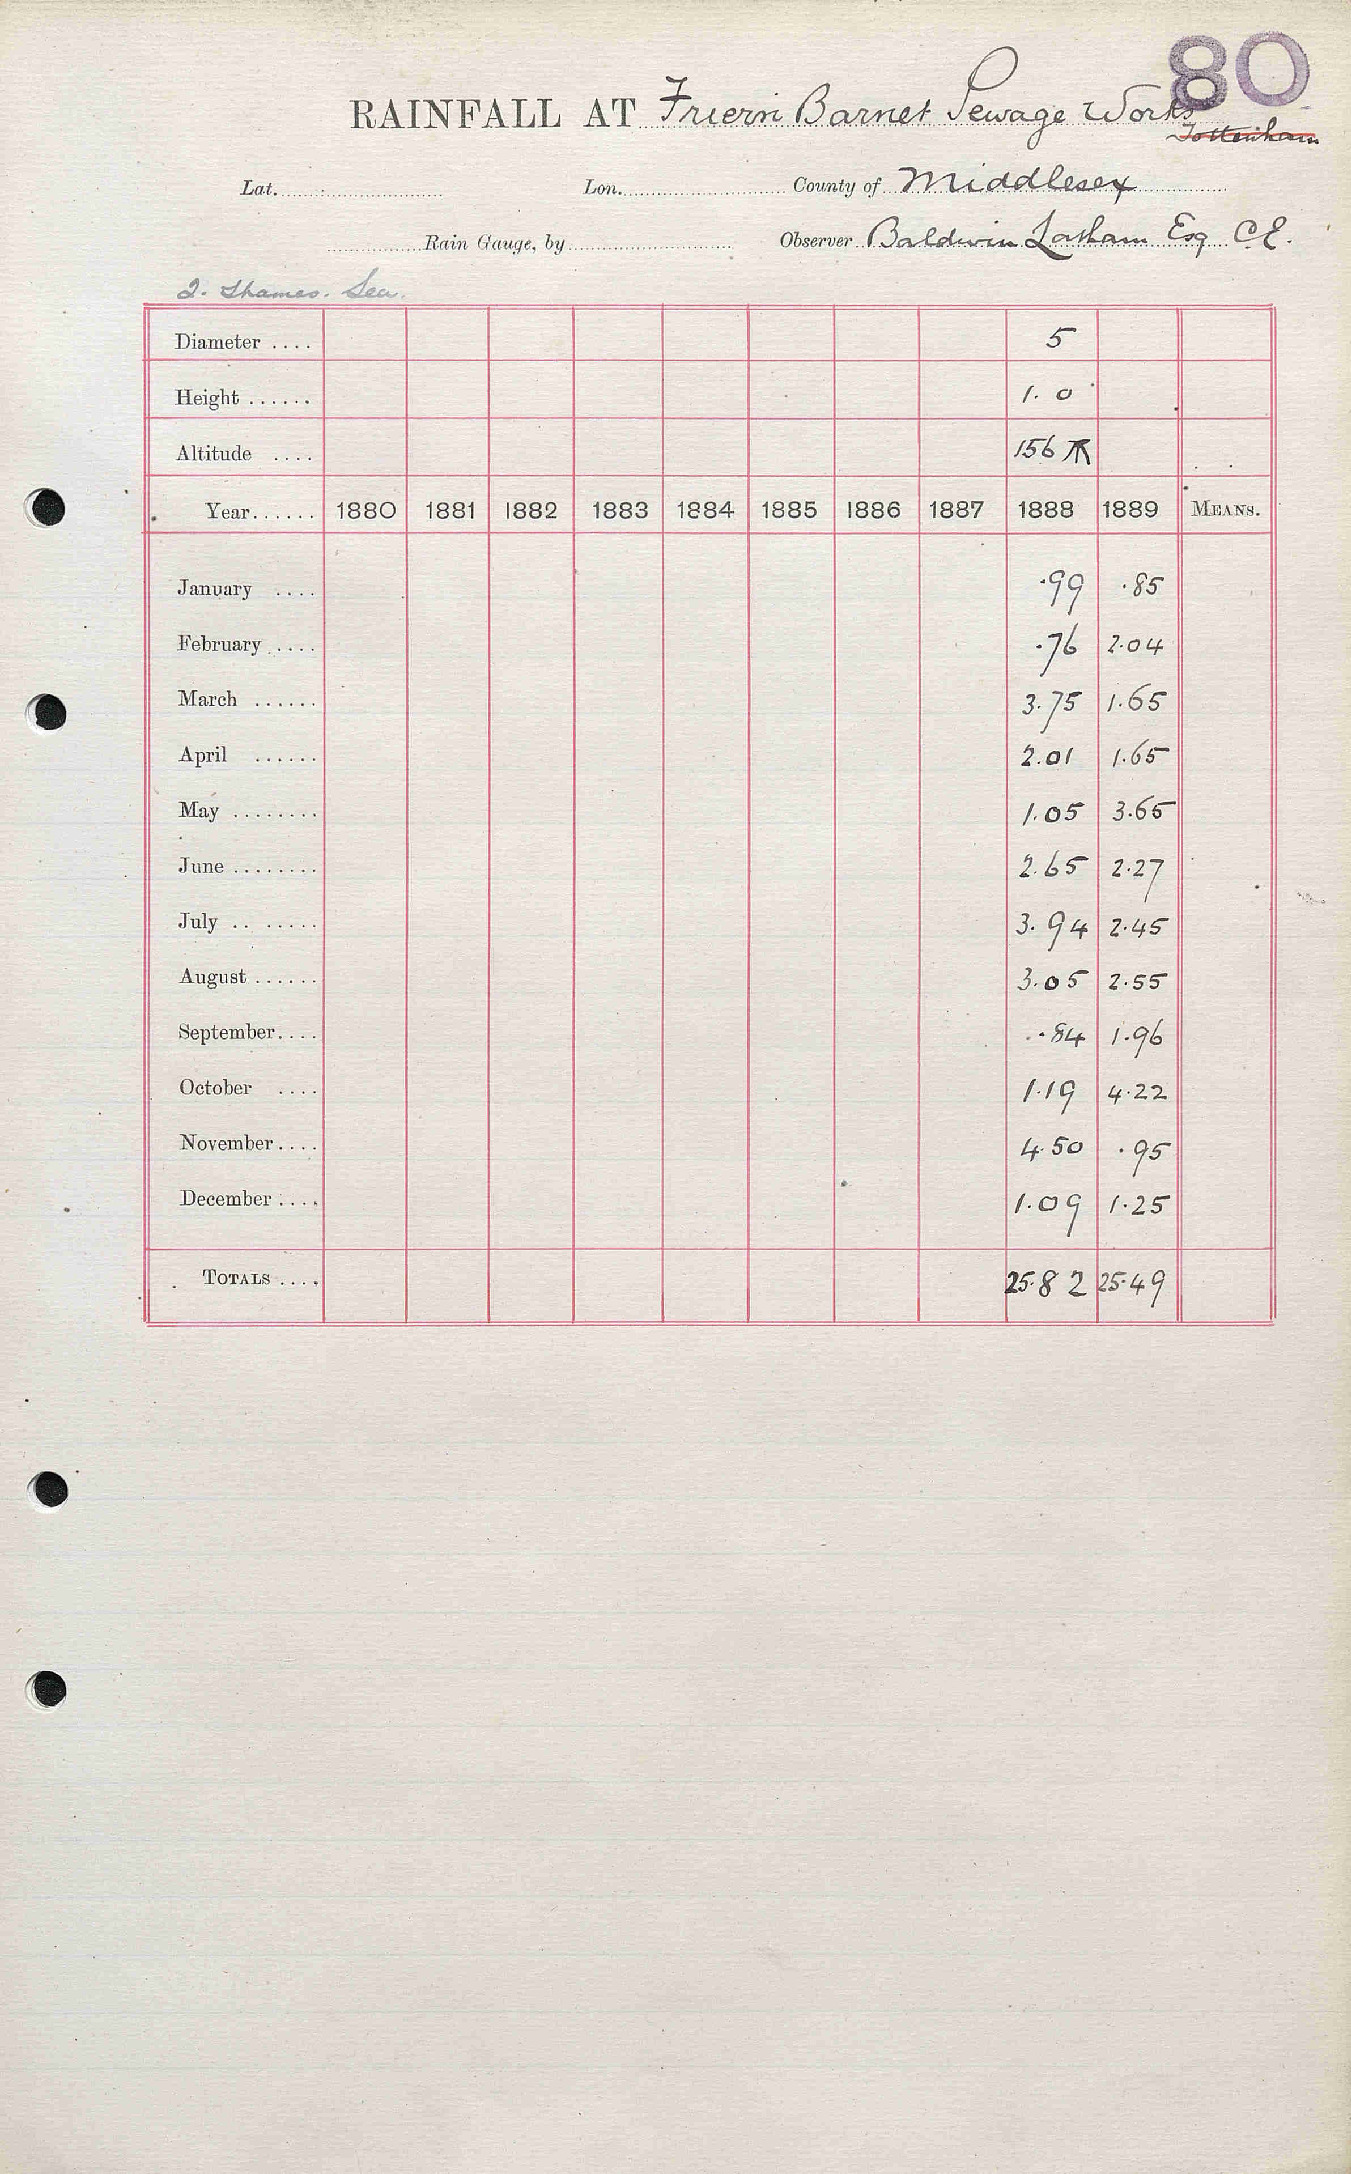 80
RAINFALL AT Friern Barnet Sewage Works
Tottenham
Lat. Lon. County of Middlesex
Rain Gauge, by Observer Baldwin Latham Esq C.E.
Thames. Sea.
Diameter .... 5
Height ...... 1. 0
Altitude .... 156
Year...... 1880 1881 1882 1883 1884 1885 1886 1887 1888 1889 MEANS.
January .... .99 .85
February .... .76 2.04
March ...... 3.75 1.65
April ...... 2.01 1.65
May ........ 1.05 3.65
June ........ 2.65 2.27
July .. ...... 3.94 2.45
August ...... 3.05 2.55
September.... .84 1.96
October .... 1.19 4.22
November.... 4.50 .95
December .... 1.09 1.25
TOTALS .... 25.82 25.49